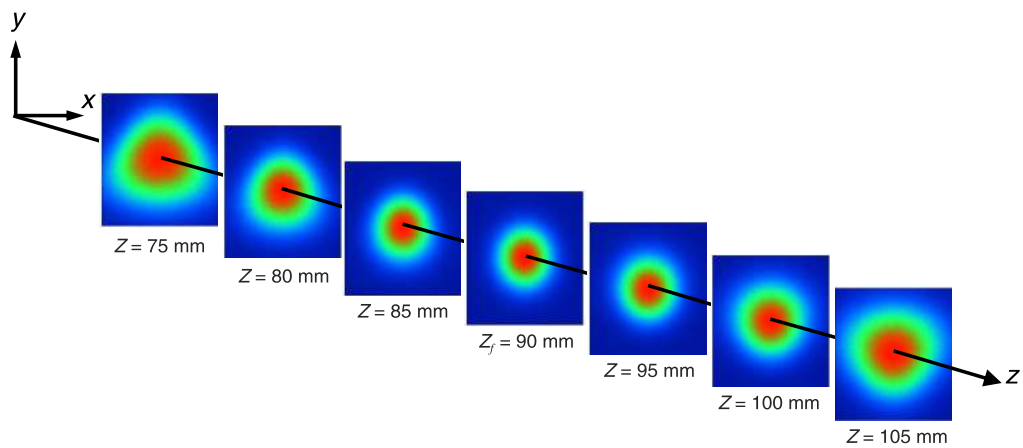 y
x
Z = 75 mm
Z = 80 mm
Z = 85 mm
Z_f = 90 mm
Z = 95 mm
Z = 100 mm
Z = 105 mm
z